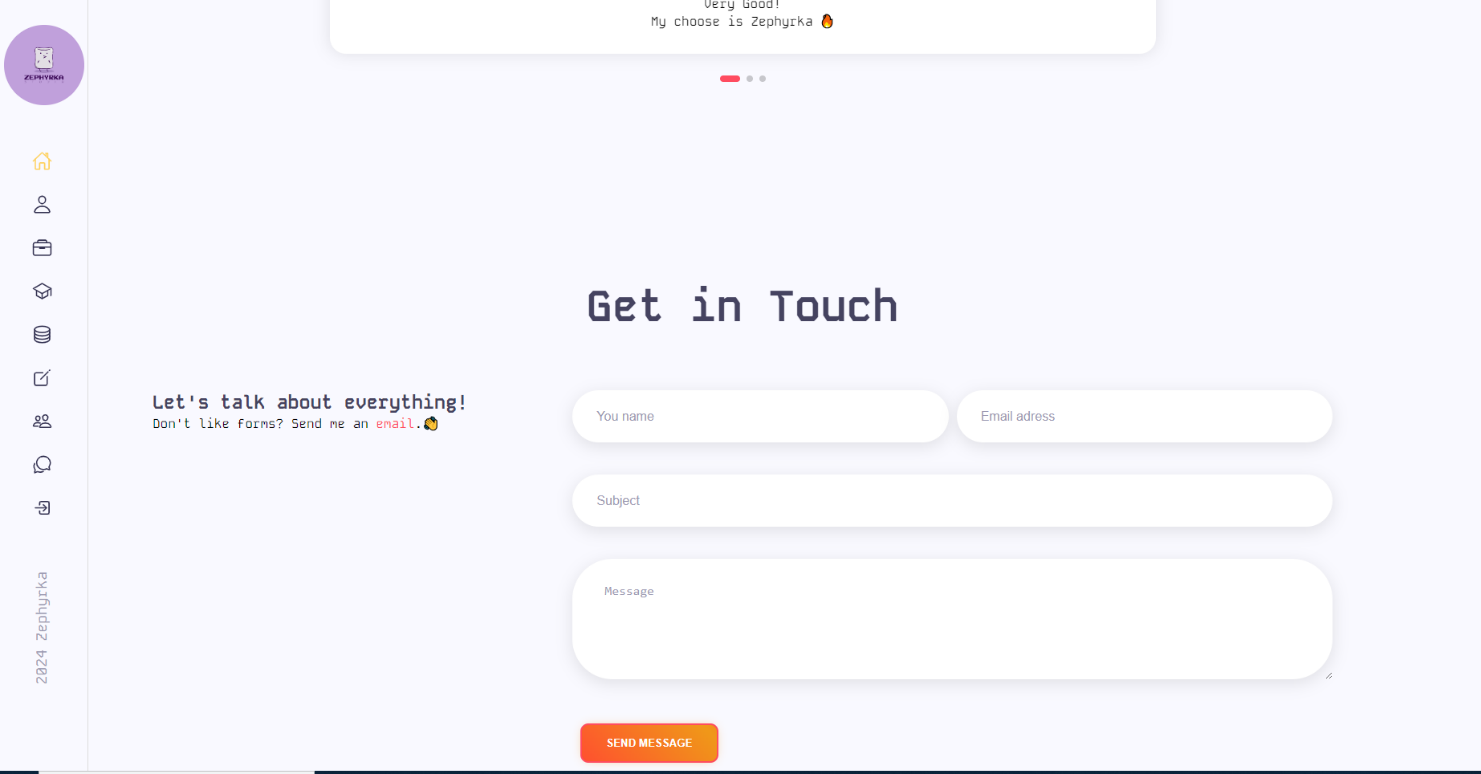 Very Good!
My choose is Zephyrka 🔥
ZEPHYRKA
Get in Touch
Let's talk about everything!
Don't like forms? Send me an email.👋
You name
Email adress
Subject
Message
SEND MESSAGE
2024 Zephyrka